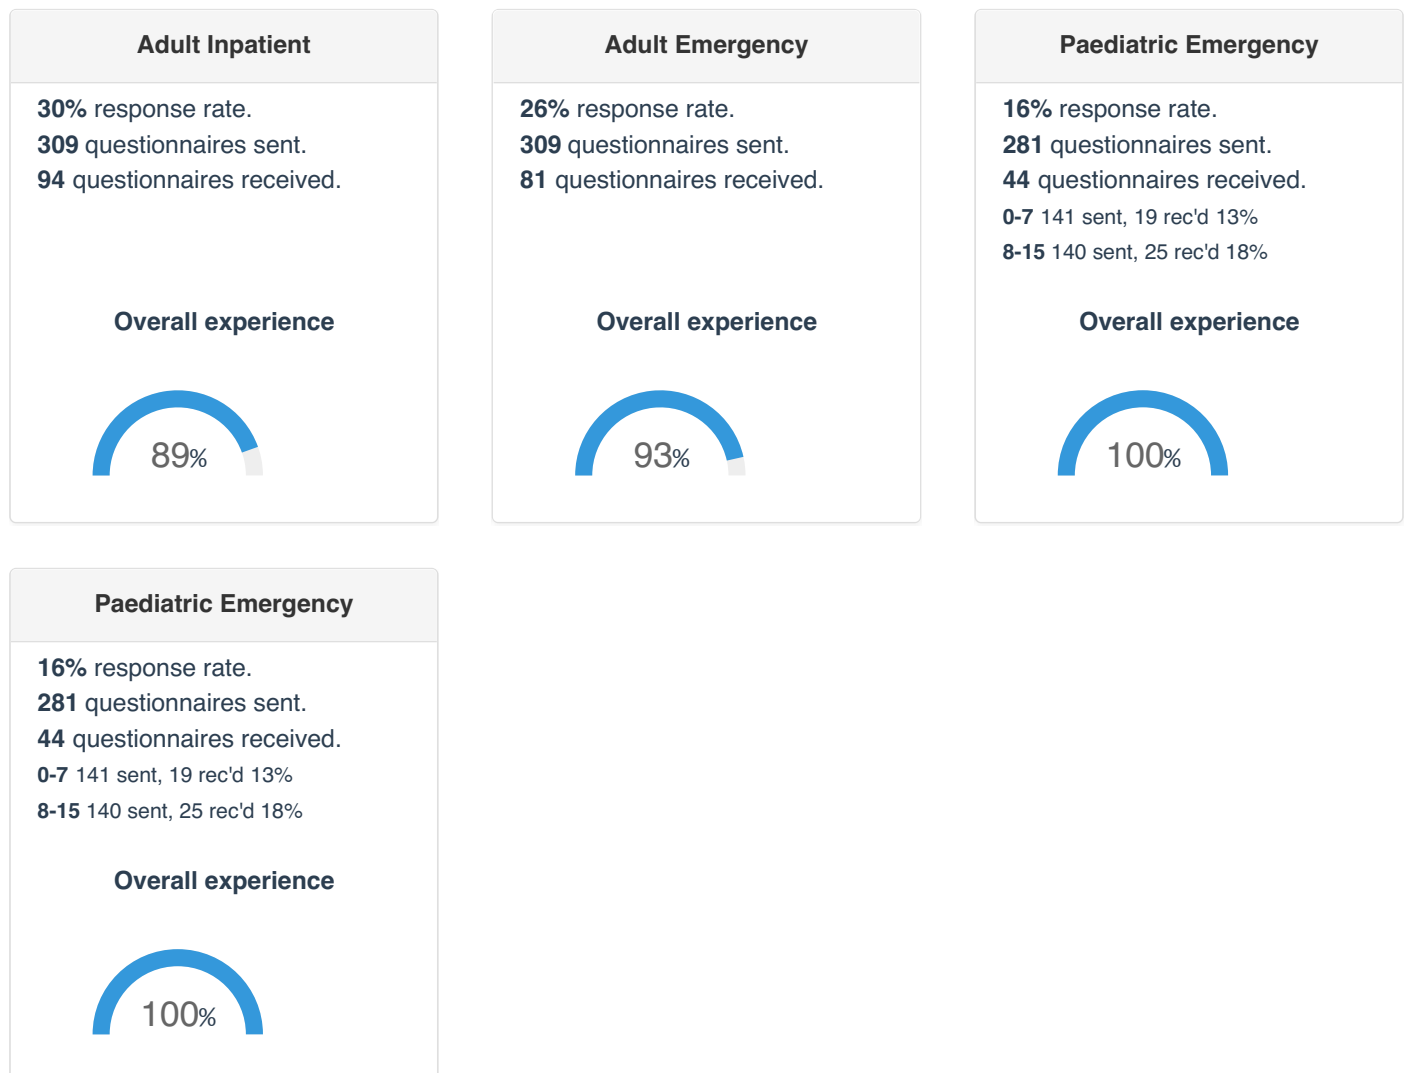 Adult Inpatient
30% response rate.
309 questionnaires sent.
94 questionnaires received.
Overall experience
89%
Adult Emergency
26% response rate.
309 questionnaires sent.
81 questionnaires received.
Overall experience
93%
Paediatric Emergency
16% response rate.
281 questionnaires sent.
44 questionnaires received.
0-7 141 sent, 19 rec'd 13%
8-15 140 sent, 25 rec'd 18%
Overall experience
100%
Paediatric Emergency
16% response rate.
281 questionnaires sent.
44 questionnaires received.
0-7 141 sent, 19 rec'd 13%
8-15 140 sent, 25 rec'd 18%
Overall experience
100%